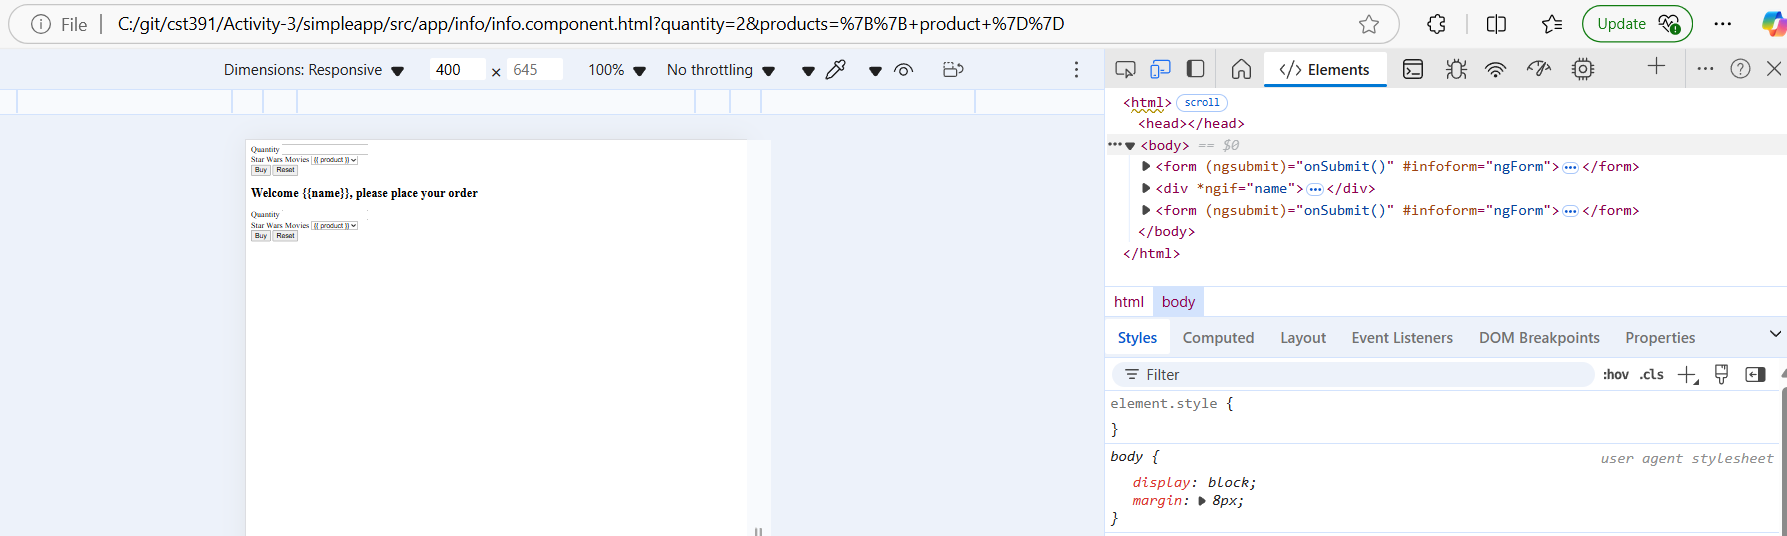 File C:/git/cst391/Activity-3/simpleapp/src/app/info/info.component.html?quantity=2&products=%7B%7B+product+%7D%7D Update
Dimensions: Responsive 400 × 645 100% No throttling
Elements
Quantity
Star Wars Movies {{ product }}
Buy Reset
Welcome {{name}}, please place your order
Quantity
Star Wars Movies {{ product }}
Buy Reset
<html> scroll
<head></head>
<body> == $0
<form (ngsubmit)="onSubmit()" #infoform="ngForm">…</form>
<div *ngif="name">…</div>
<form (ngsubmit)="onSubmit()" #infoform="ngForm">…</form>
</body>
</html>
html body
Styles Computed Layout Event Listeners DOM Breakpoints Properties
Filter :hov .cls
element.style {
}
body { user agent stylesheet
display: block;
margin: 8px;
}